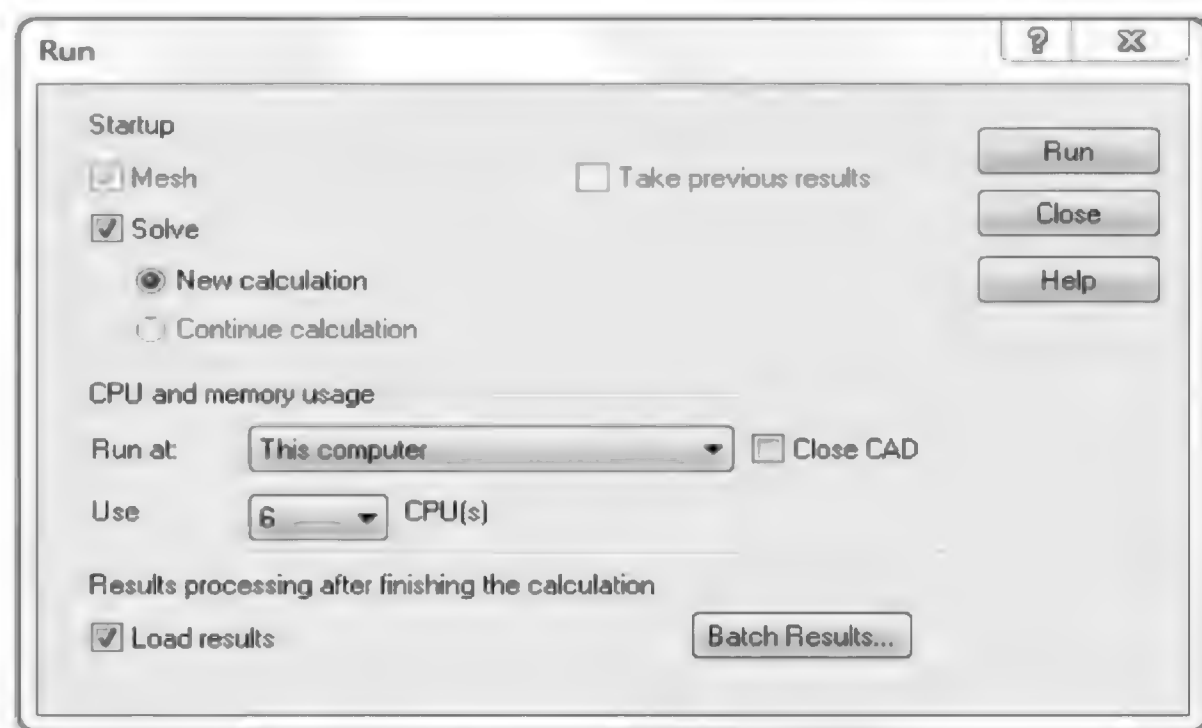 Run
Startup
Mesh
Take previous results
Run
Solve
Close
New calculation
Help
Continue calculation
CPU and memory usage
Run at: This computer Close CAD
Use 6 CPU(s)
Results processing after finishing the calculation
Load results
Batch Results...